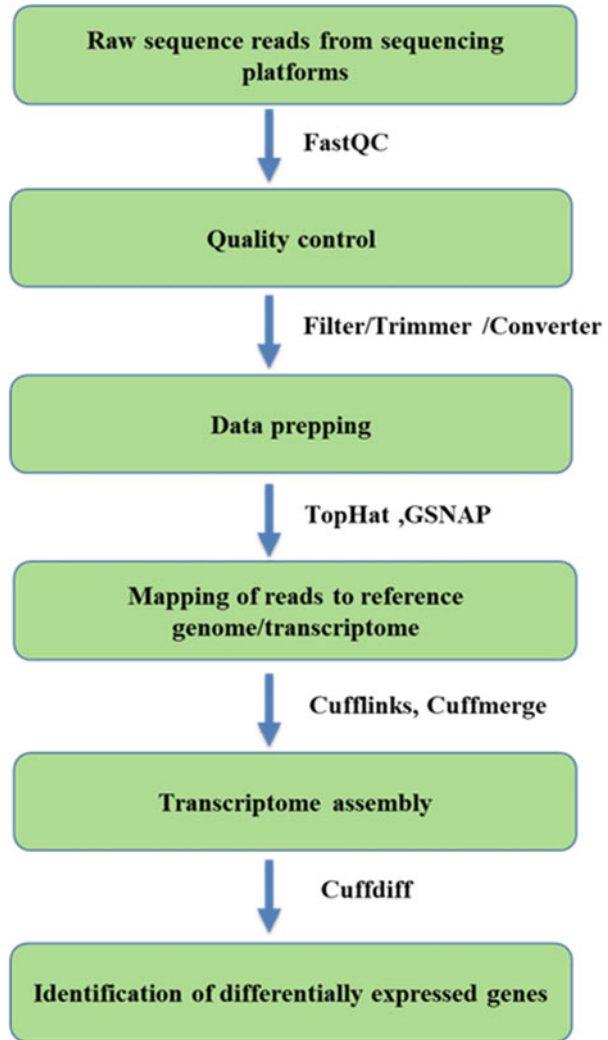 Raw sequence reads from sequencing
platforms
FastQC
Quality control
Filter/Trimmer /Converter
Data prepping
TopHat ,GSNAP
Mapping of reads to reference
genome/transcriptome
Cufflinks, Cuffmerge
Transcriptome assembly
Cuffdiff
Identification of differentially expressed genes